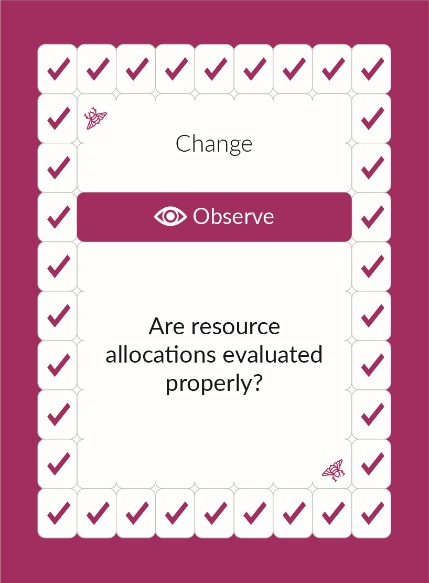 Change
Observe
Are resource
allocations evaluated
properly?